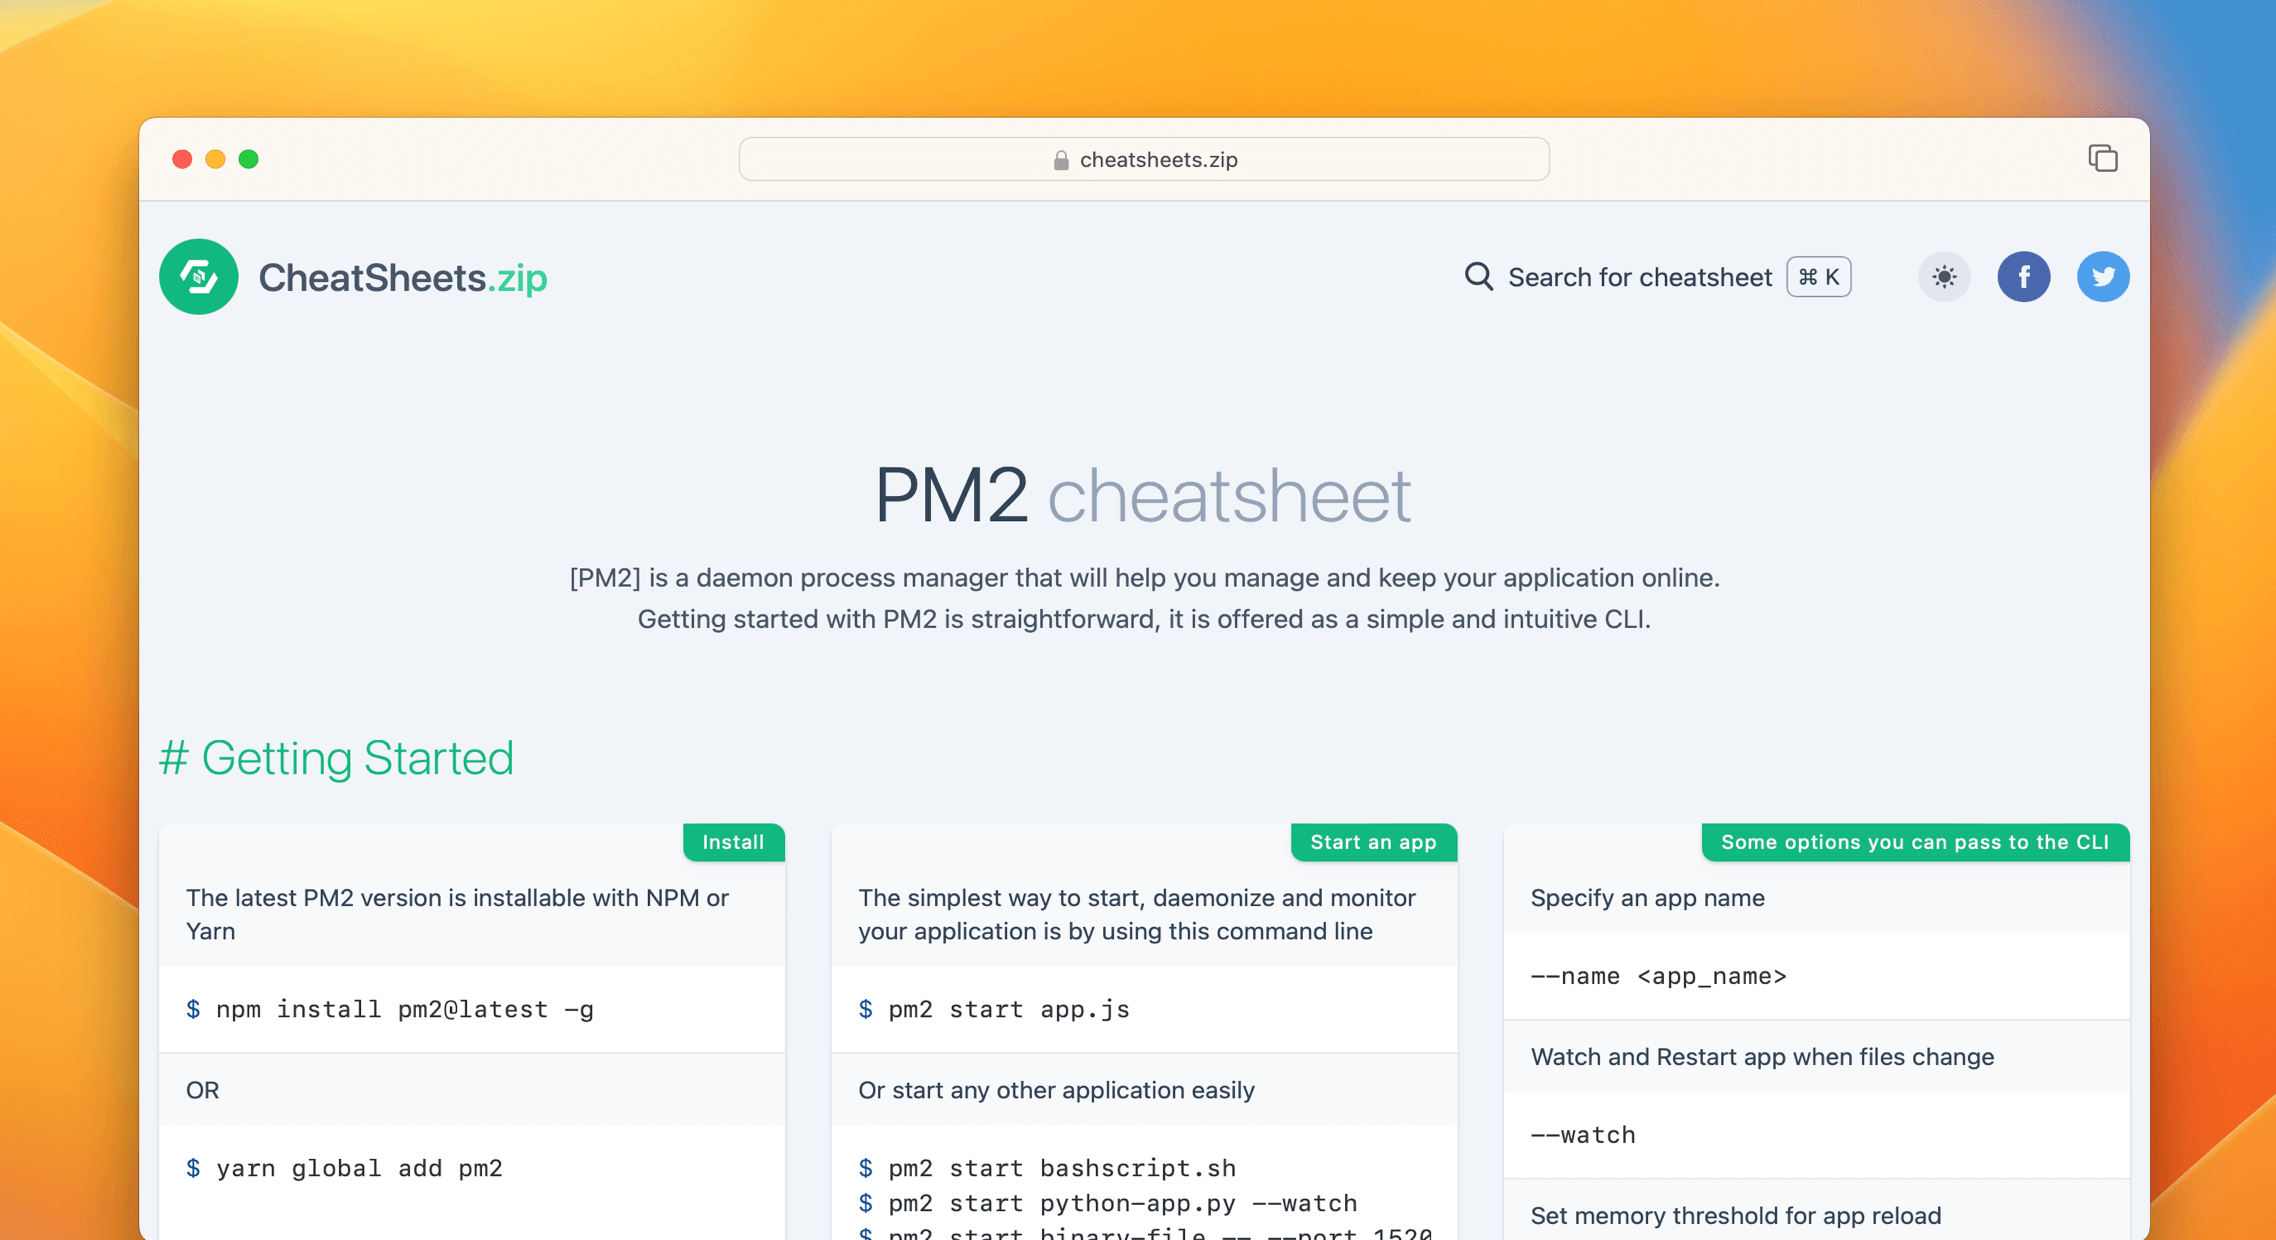 cheatsheets.zip
CheatSheets.zip
Search for cheatsheet ⌘ K
PM2 cheatsheet
[PM2] is a daemon process manager that will help you manage and keep your application online.
Getting started with PM2 is straightforward, it is offered as a simple and intuitive CLI.
# Getting Started
Install
The latest PM2 version is installable with NPM or
Yarn
$ npm install pm2@latest -g
OR
$ yarn global add pm2
Start an app
The simplest way to start, daemonize and monitor
your application is by using this command line
$ pm2 start app.js
Or start any other application easily
$ pm2 start bashscript.sh
$ pm2 start python-app.py --watch
$ pm2 start binary-file -- --port 1520
Some options you can pass to the CLI
Specify an app name
--name <app_name>
Watch and Restart app when files change
--watch
Set memory threshold for app reload